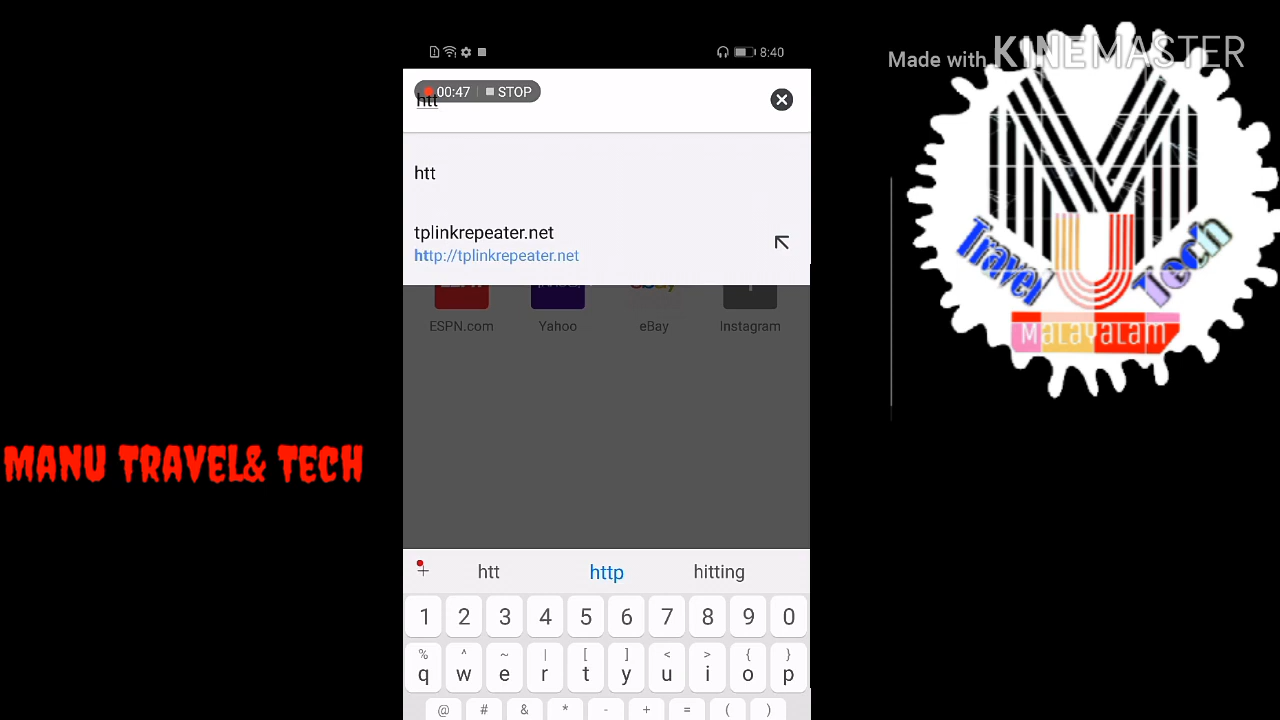 8:40
Made with KINEMASTER
00:47 STOP
htt
htt
tplinkrepeater.net
http://tplinkrepeater.net
ESPN.com Yahoo eBay Instagram
M
U
Travel Tech
Malayalam
MANU TRAVEL& TECH
htt http hitting
1 2 3 4 5 6 7 8 9 0
% ^ ~ | [ ] < > { }
q w e r t y u i o p
@ # & * - + = ( )